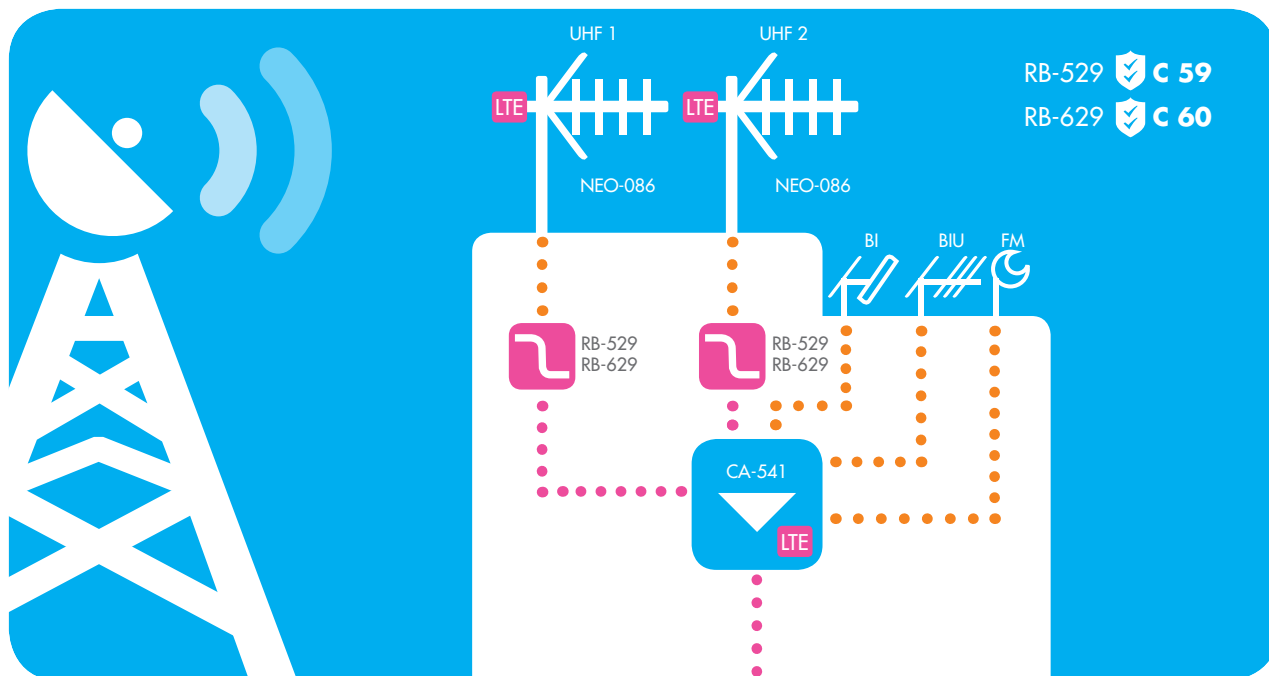 UHF 1
UHF 2
RB-529 C 59
RB-629 C 60
LTE
LTE
NEO-086
NEO-086
BI
BIU
FM
RB-529
RB-629
RB-529
RB-629
CA-541
LTE